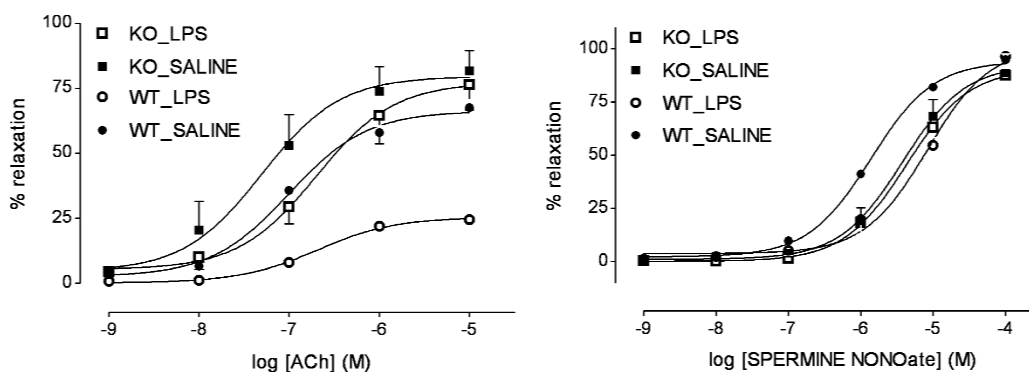 100
75
50
25
0
% relaxation
KO_LPS
KO_SALINE
WT_LPS
WT_SALINE
-9 -8 -7 -6 -5
log [ACh] (M)
100
75
50
25
0
% relaxation
KO_LPS
KO_SALINE
WT_LPS
WT_SALINE
-9 -8 -7 -6 -5 -4
log [SPERMINE NONOate] (M)